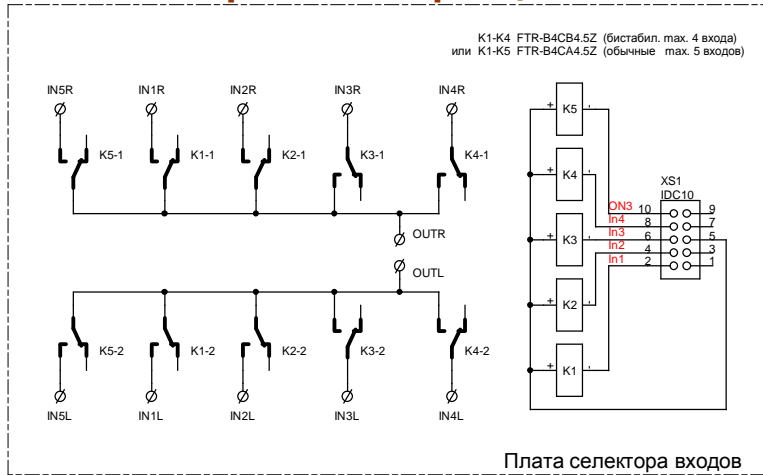 K1-K4 FTR-B4CB4.5Z (бистабил. max. 4 входа)
или K1-K5 FTR-B4CA4.5Z (обычные max. 5 входов)
IN5R IN1R IN2R IN3R IN4R
K5-1 K1-1 K2-1 K3-1 K4-1
OUTR
OUTL
K5-2 K1-2 K2-2 K3-2 K4-2
IN5L IN1L IN2L IN3L IN4L
+ K5 -
+ K4 -
+ K3 -
+ K2 -
+ K1 -
XS1
IDC10
ON3 10 9
In4 8 7
In3 6 5
In2 4 3
In1 2 1
Плата селектора входов